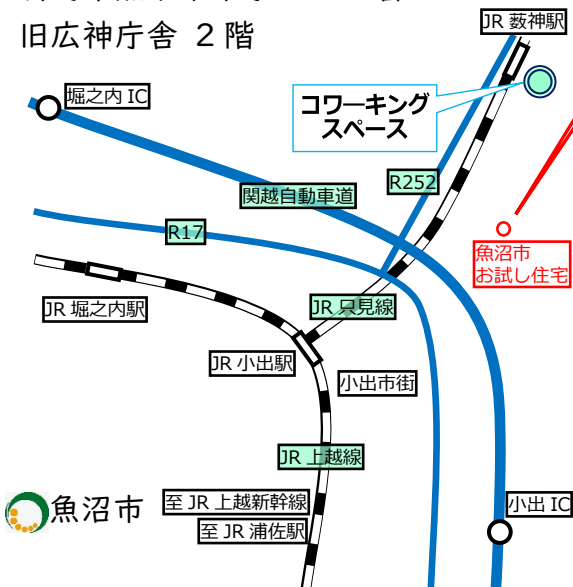 旧広神庁舎 2階
JR 薮神駅
堀之内 IC
コワーキング
スペース
R252
関越自動車道
R17
魚沼市
お試し住宅
JR 堀之内駅
JR 只見線
JR 小出駅
小出市街
JR 上越線
魚沼市
至 JR 上越新幹線
至 JR 浦佐駅
小出 IC